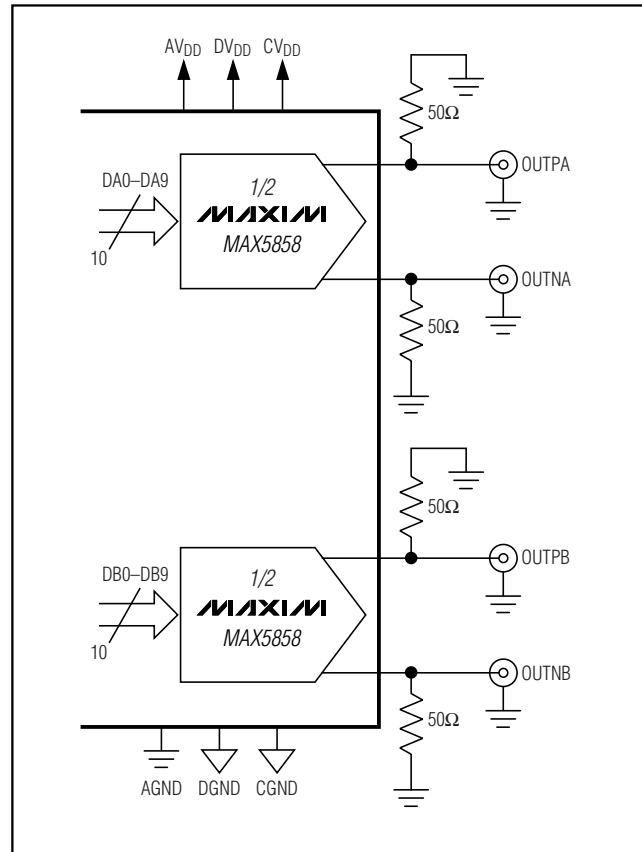 AVDD DVDD CVDD
50Ω
DA0–DA9
10
1/2
MAXIM
MAX5858
OUTPA
OUTNA
50Ω
50Ω
DB0–DB9
10
1/2
MAXIM
MAX5858
OUTPB
OUTNB
50Ω
AGND DGND CGND